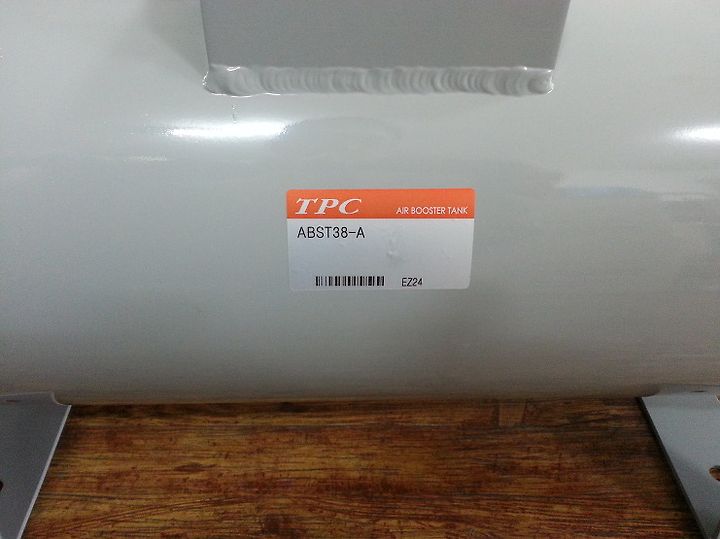 TPC AIR BOOSTER TANK
ABST38-A
EZ24